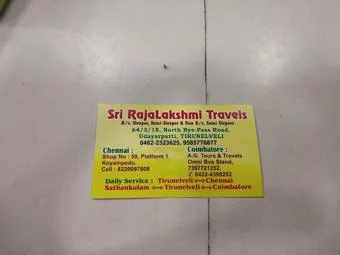 Sri RajaLakshmi Travels
A/c, Sleeper, Semi-Sleeper & Non A/c, Semi Sleeper
64/3/18, North Bye-Pass Road,
Udayarpatti, TIRUNELVELI
0462-2323625, 9585776877
Chennai :
Shop No : 59, Platform 1
Koyampedu.
Cell : 8220097608
Coimbatore :
A.G. Tours & Travels
Omni Bus Stand,
7397721252,
✆ 0422-4399252
Daily Service : Tirunelveli ⟺ Chennai
Sathankulam ⟺ Tirunelveli ⟺ Coimbatore